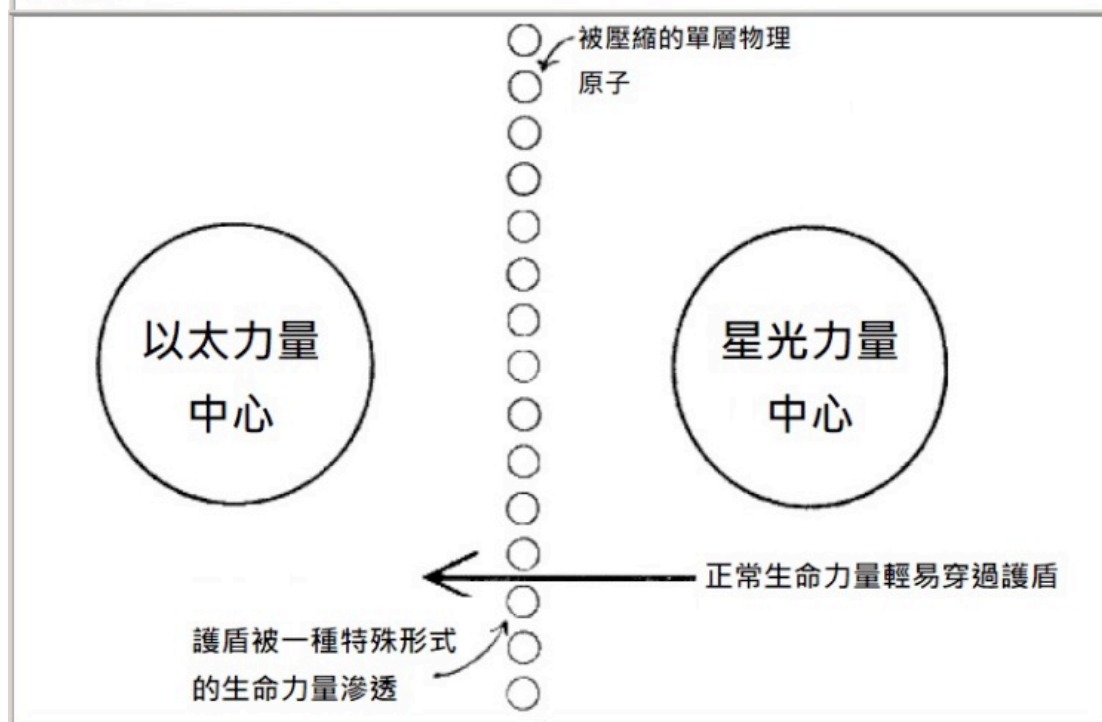 被壓縮的單層物理
原子
以太力量
中心
星光力量
中心
正常生命力量輕易穿過護盾
護盾被一種特殊形式
的生命力量滲透